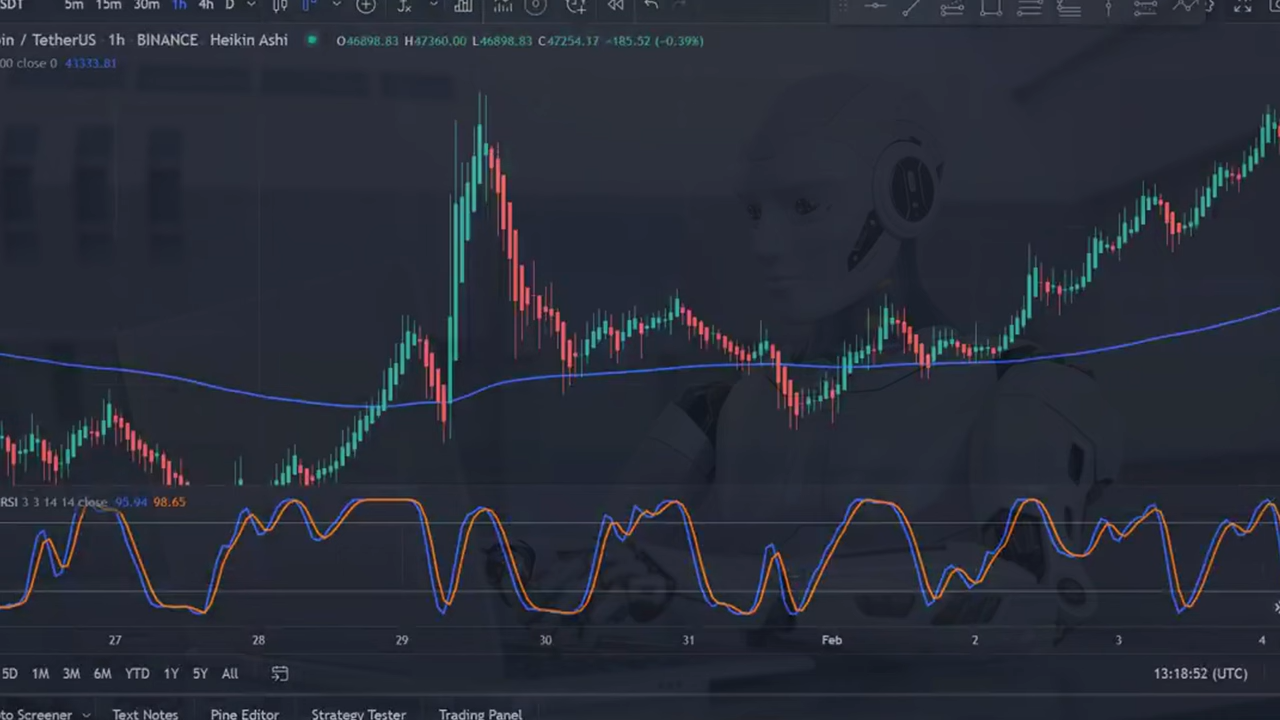 SDT 5m 15m 30m 1h 4h D
in / TetherUS 1h BINANCE Heikin Ashi O46898.83 H47360.00 L46898.83 C47254.17 −185.52 (−0.39%)
00 close 0 41333.81
RSI 3 3 14 14 close 95.94 98.65
27 28 29 30 31 Feb 2 3 4
5D 1M 3M 6M YTD 1Y 5Y All 13:18:52 (UTC)
to Screener Text Notes Pine Editor Strategy Tester Trading Panel